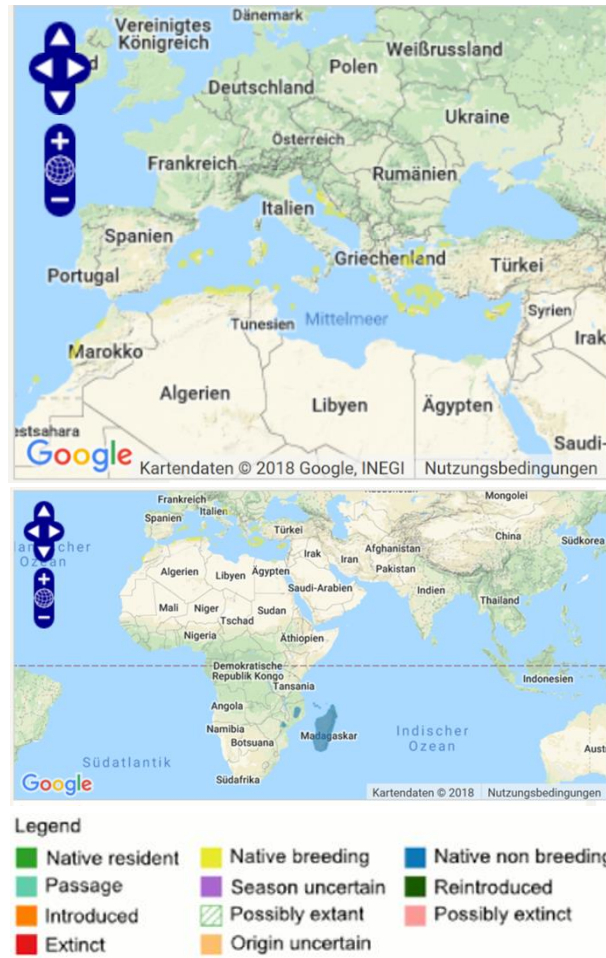 Dänemark
Vereinigtes
Königreich
Weißrussland
Polen
Deutschland
Ukraine
Österreich
Frankreich
Rumänien
Italien
Spanien
Griechenland
Türkei
Portugal
Syrien
Tunesien
Mittelmeer
Irak
Marokko
Algerien
Libyen
Ägypten
estsahara
Saudi-
Google
Kartendaten © 2018 Google, INEGI
Nutzungsbedingungen
Frankreich
Mongolei
Spanien
Italien
Türkei
China
Südkorea
Ozean
Irak
Iran
Afghanistan
Pakistan
Algerien
Libyen
Ägypten
Saudi-Arabien
Indien
Mali
Niger
Sudan
Thailand
Tschad
Nigeria
Äthiopien
Demokratische
Republik Kongo
Indonesien
Tansania
Angola
Namibia
Madagaskar
Indischer
Ozean
Botsuana
Aust
Südatlantik
Südafrika
Google
Kartendaten © 2018
Nutzungsbedingungen
Legend
Native resident
Native breeding
Native non breeding
Passage
Season uncertain
Reintroduced
Introduced
Possibly extant
Possibly extinct
Extinct
Origin uncertain